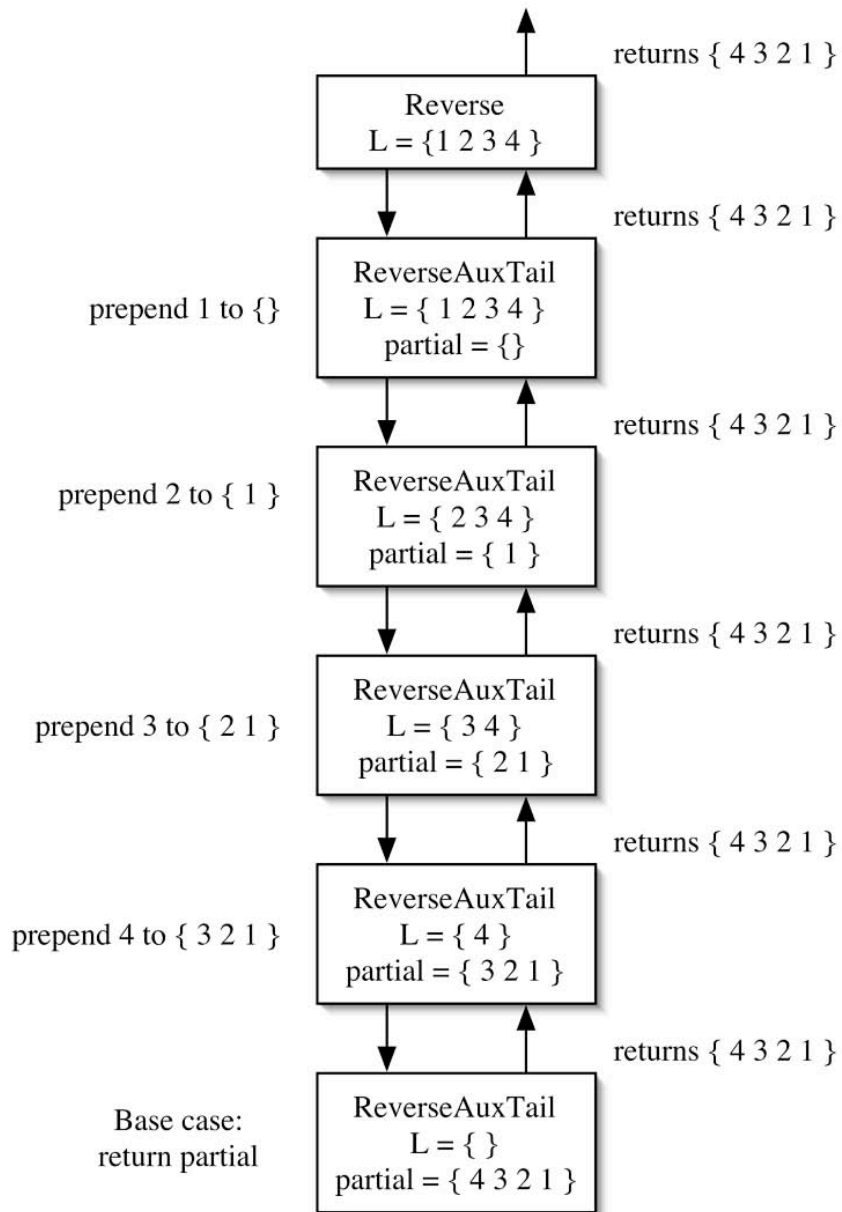 returns { 4 3 2 1 }
Reverse
L = {1 2 3 4 }
returns { 4 3 2 1 }
prepend 1 to {}
ReverseAuxTail
L = { 1 2 3 4 }
partial = {}
returns { 4 3 2 1 }
prepend 2 to { 1 }
ReverseAuxTail
L = { 2 3 4 }
partial = { 1 }
returns { 4 3 2 1 }
prepend 3 to { 2 1 }
ReverseAuxTail
L = { 3 4 }
partial = { 2 1 }
returns { 4 3 2 1 }
prepend 4 to { 3 2 1 }
ReverseAuxTail
L = { 4 }
partial = { 3 2 1 }
returns { 4 3 2 1 }
Base case:
return partial
ReverseAuxTail
L = { }
partial = { 4 3 2 1 }